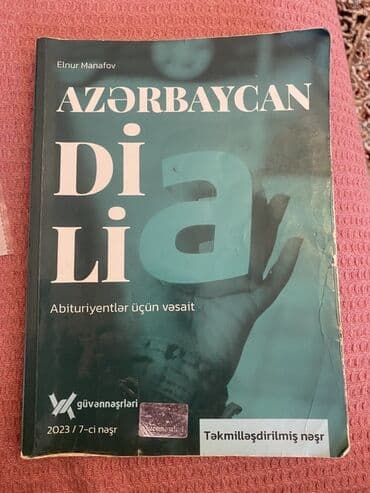 Elnur Manafov
AZƏRBAYCAN
Dİ
Lİ
a
Abituriyentlər üçün vəsait
güvənnəşrləri
2023 / 7-ci nəşr
Təkmilləşdirilmiş nəşr